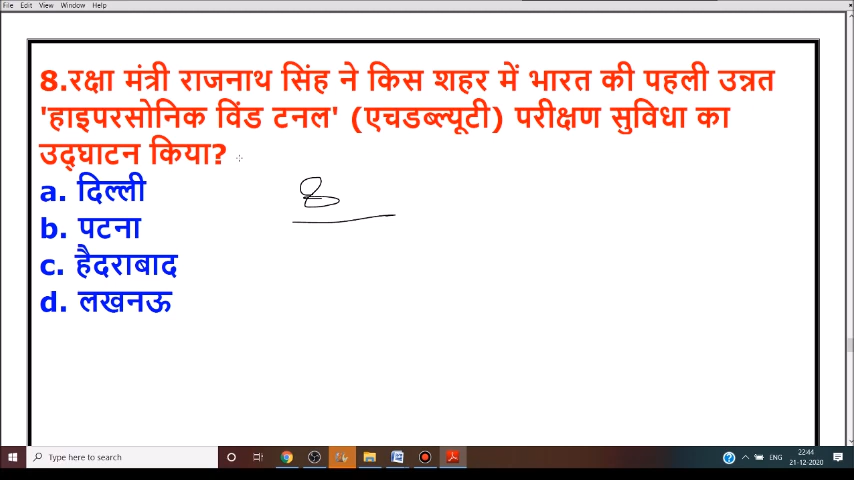 File Edit View Window Help
8.रक्षा मंत्री राजनाथ सिंह ने किस शहर में भारत की पहली उन्नत
'हाइपरसोनिक विंड टनल' (एचडब्ल्यूटी) परीक्षण सुविधा का
उद्घाटन किया?
a. दिल्ली
8
b. पटना
c. हैदराबाद
d. लखनऊ
Type here to search
ENG
22:44
21-12-2020